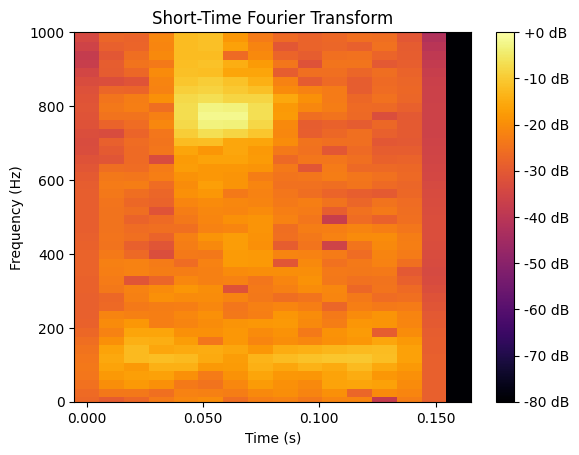 Short-Time Fourier Transform
1000
800
600
400
200
0
Frequency (Hz)
0.000
0.050
0.100
0.150
Time (s)
+0 dB
-10 dB
-20 dB
-30 dB
-40 dB
-50 dB
-60 dB
-70 dB
-80 dB